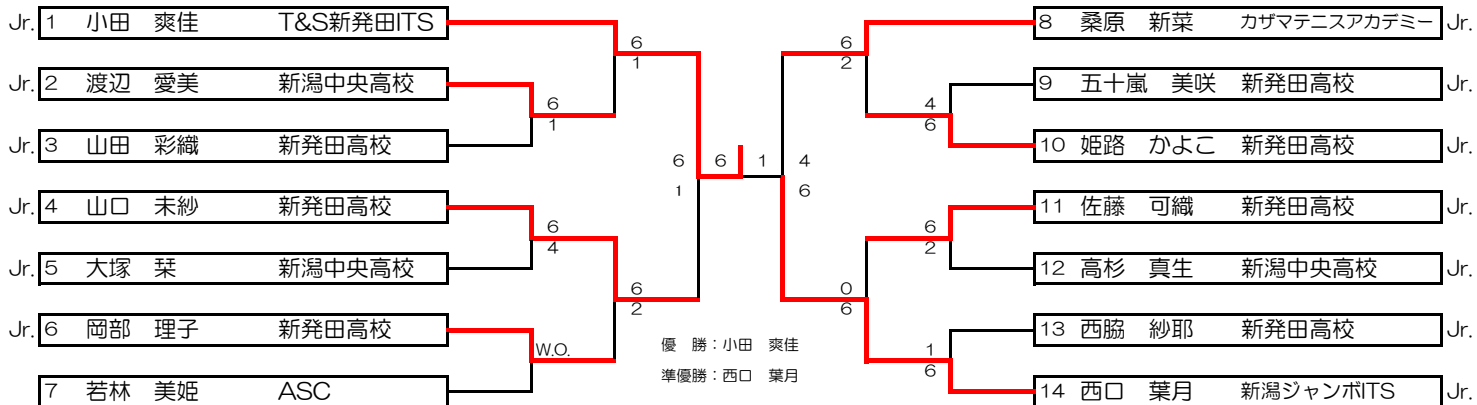 Jr. 1 小田 爽佳 T&S新発田ITS
Jr. 2 渡辺 愛美 新潟中央高校
Jr. 3 山田 彩織 新発田高校
Jr. 4 山口 未紗 新発田高校
Jr. 5 大塚 栞 新潟中央高校
Jr. 6 岡部 理子 新発田高校
7 若林 美姫 ASC
6
1
6
1
6
4
6
2
W.O.
6
1
6 1
4
6
優 勝：小田 爽佳
準優勝：西口 葉月
6
2
4
6
6
2
0
6
1
6
8 桑原 新菜 カザマテニスアカデミー Jr.
9 五十嵐 美咲 新発田高校 Jr.
10 姫路 かよこ 新発田高校 Jr.
11 佐藤 可織 新発田高校 Jr.
12 高杉 真生 新潟中央高校 Jr.
13 西脇 紗耶 新発田高校 Jr.
14 西口 葉月 新潟ジャンボITS Jr.